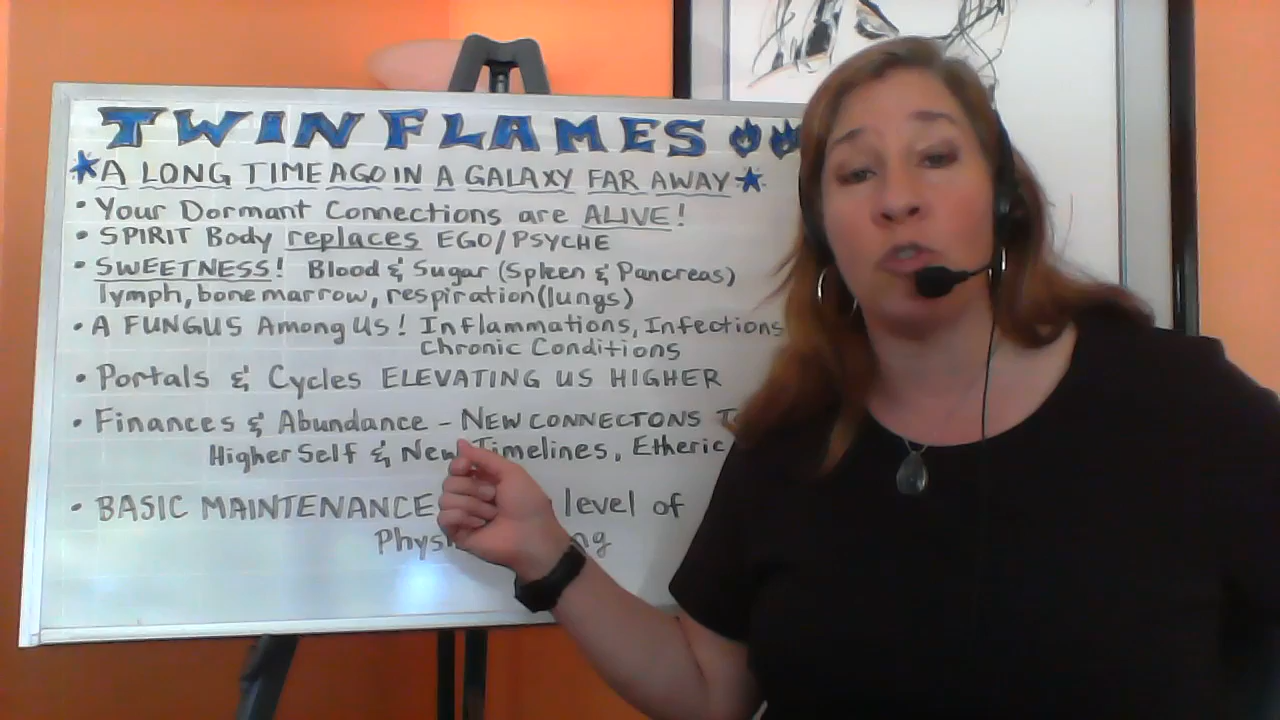 TWIN FLAMES
A LONG TIME AGO IN A GALAXY FAR AWAY
• Your Dormant Connections are ALIVE!
• SPIRIT Body replaces EGO/PSYCHE
• SWEETNESS! Blood & Sugar (Spleen & Pancreas)
lymph, bone marrow, respiration (lungs)
• A FUNGUS Among Us! Inflammations, Infections
Chronic Conditions
• Portals & Cycles ELEVATING US HIGHER
• Finances & Abundance - NEW CONNECTONS
Higher Self & New Timelines, Etheric
• BASIC MAINTENANCE level of